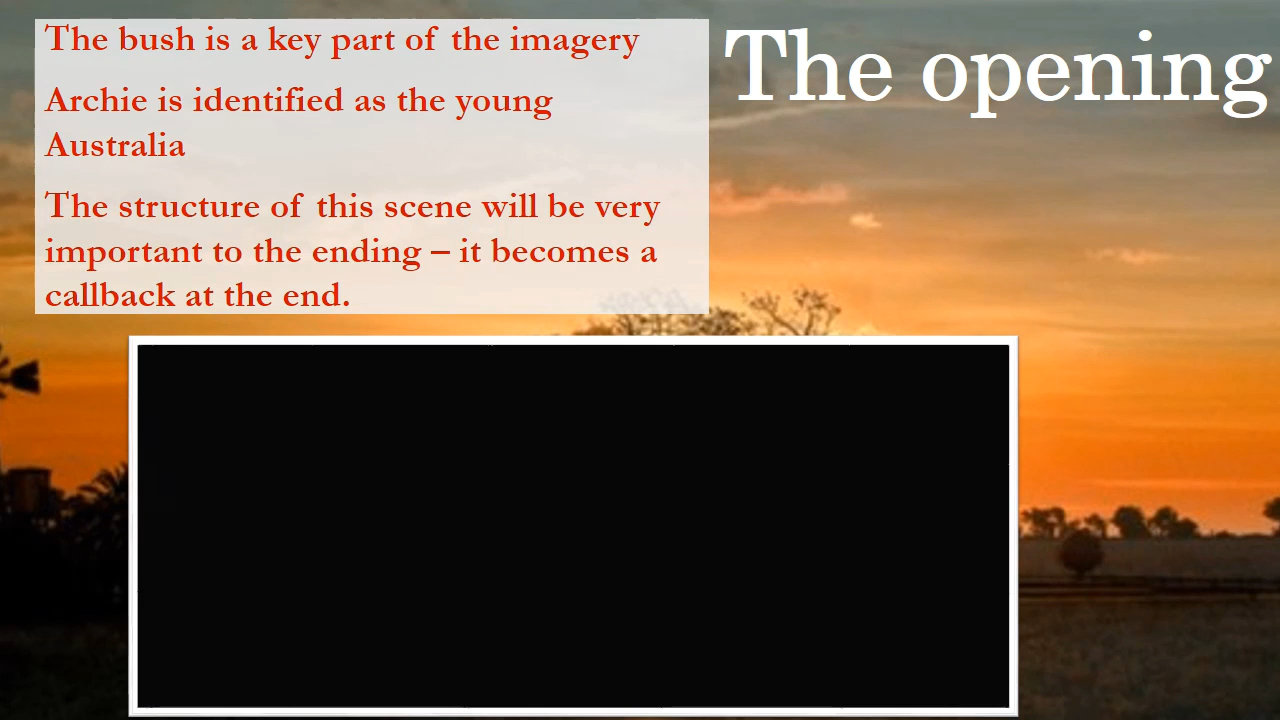 The opening
The bush is a key part of the imagery
Archie is identified as the young
Australia
The structure of this scene will be very
important to the ending – it becomes a
callback at the end.